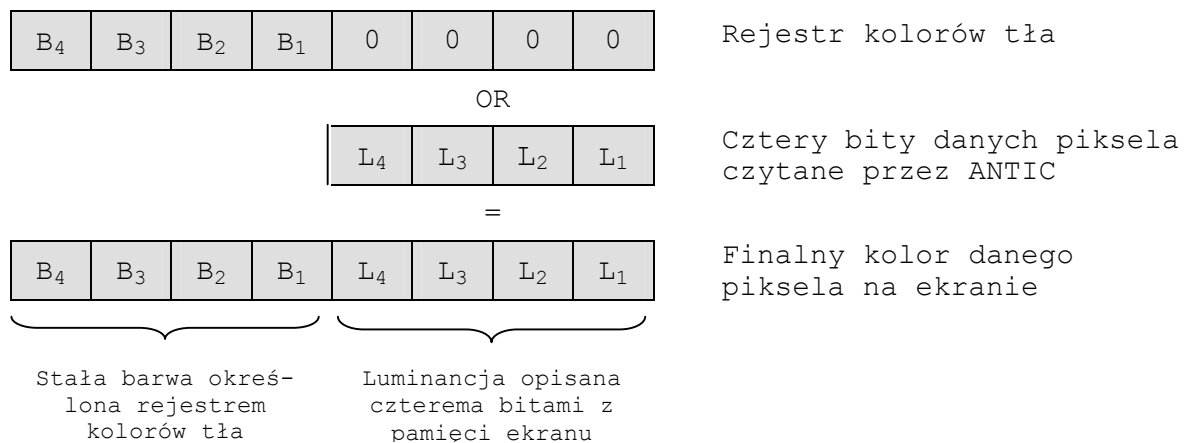 B₄ B₃ B₂ B₁ 0 0 0 0 Rejestr kolorów tła
OR
L₄ L₃ L₂ L₁ Cztery bity danych piksela
czytane przez ANTIC
=
B₄ B₃ B₂ B₁ L₄ L₃ L₂ L₁ Finalny kolor danego
piksela na ekranie
Stała barwa okreś-
lona rejestrem
kolorów tła
Luminancja opisana
czterema bitami z
pamięci ekranu